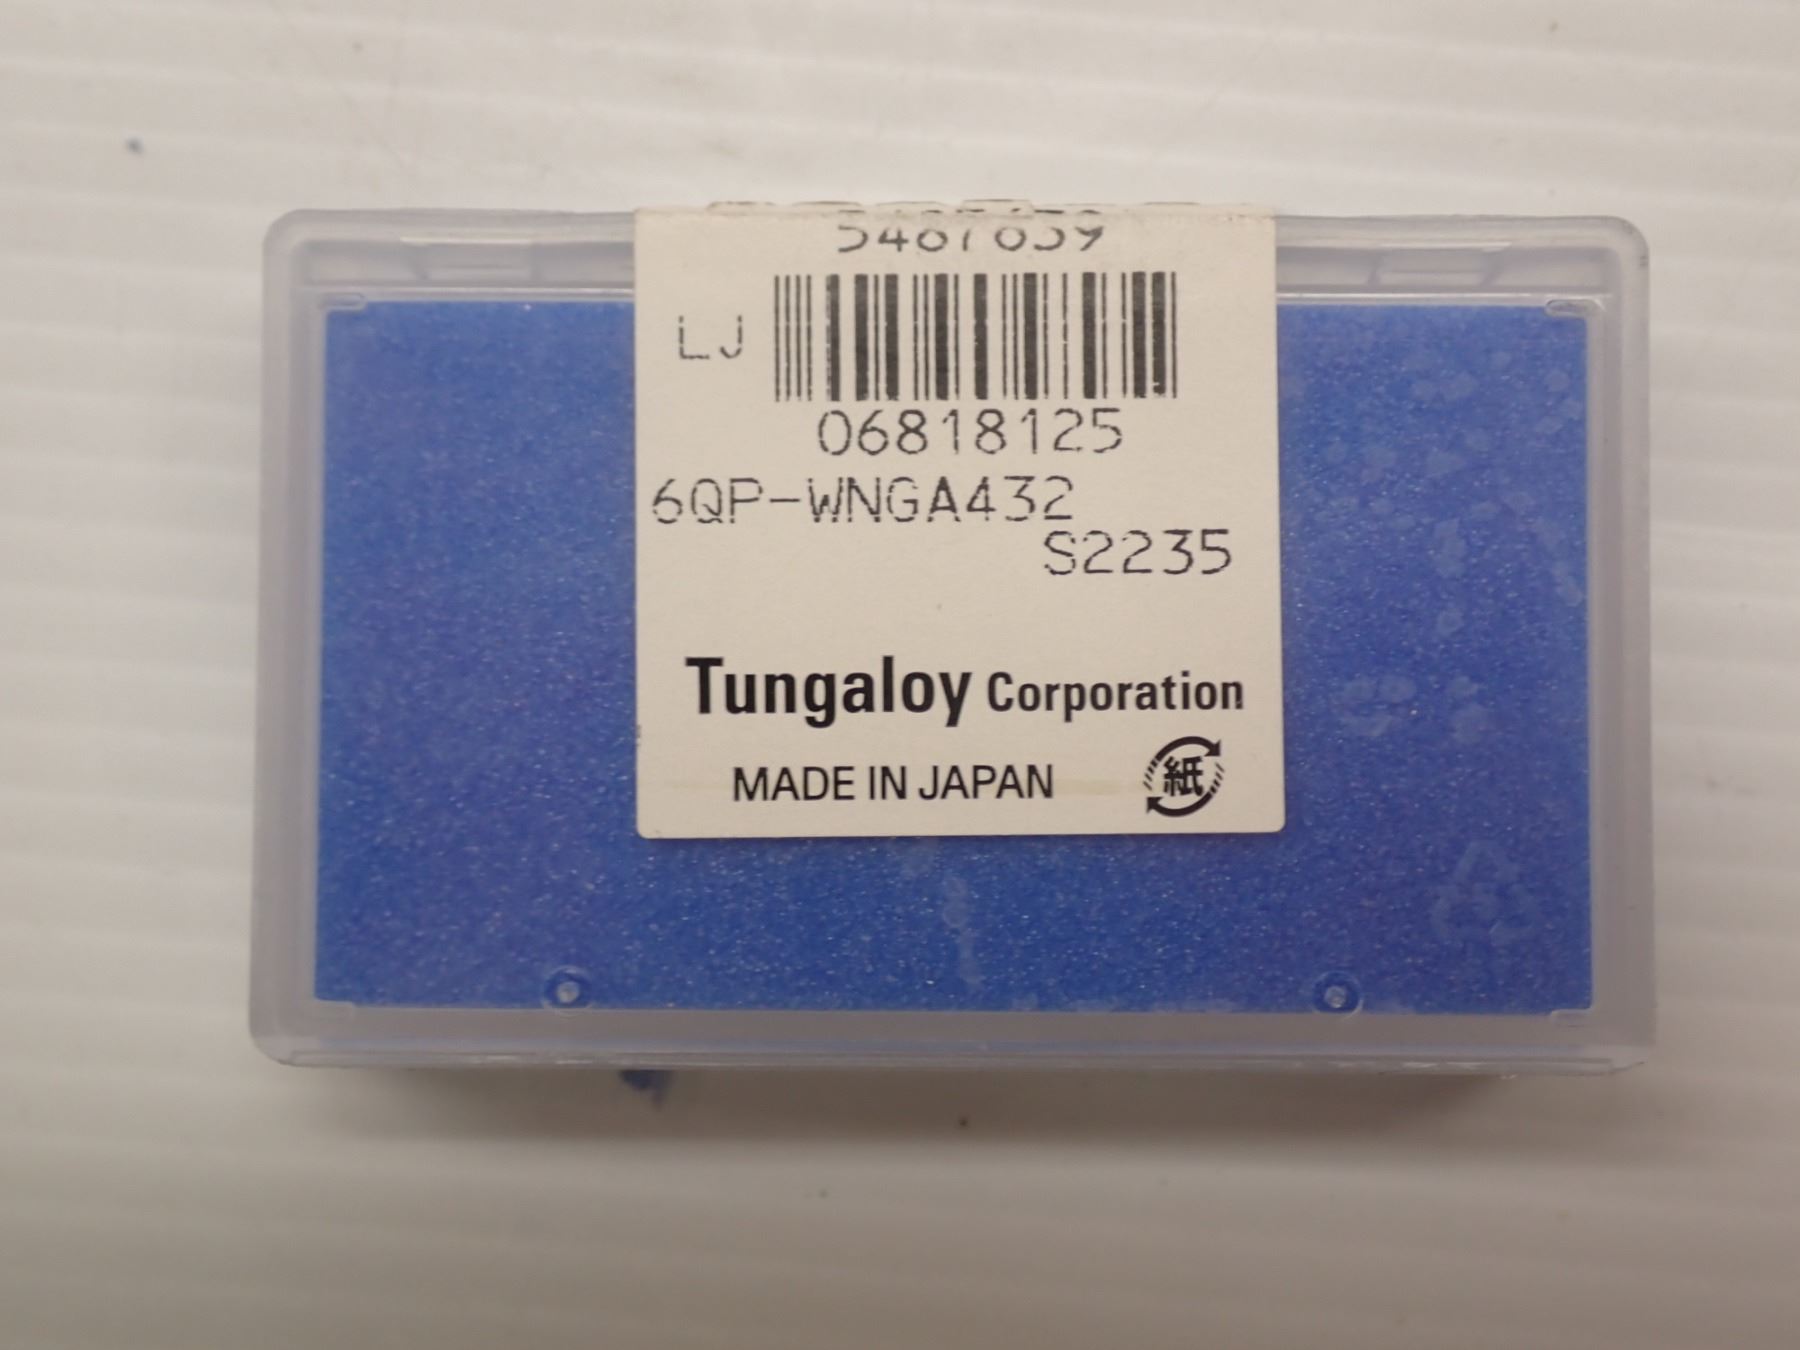 LJ
06818125
6QP-WNGA432
S2235
Tungaloy Corporation
MADE IN JAPAN
紙